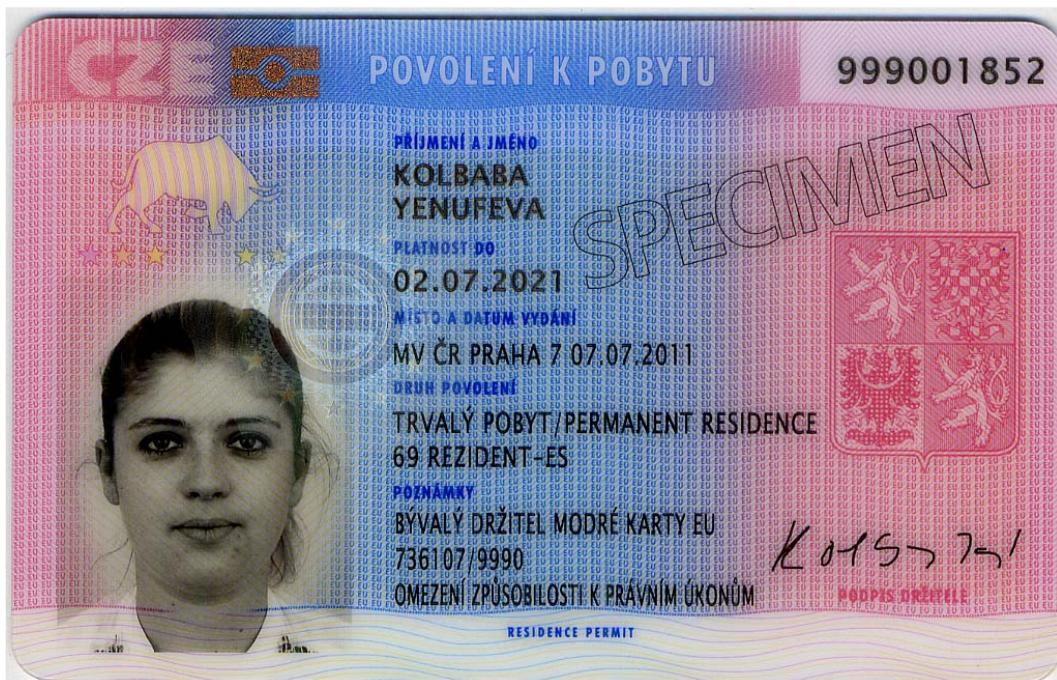 CZE
POVOLENÍ K POBYTU
999001852
PŘÍJMENÍ A JMÉNO
KOLBABA
YENUFEVA
SPECIMEN
PLATNOST DO
02.07.2021
MÍSTO A DATUM VYDÁNÍ
MV ČR PRAHA 7 07.07.2011
DRUH POVOLENÍ
TRVALÝ POBYT/PERMANENT RESIDENCE
69 REZIDENT-ES
POZNÁMKY
BÝVALÝ DRŽITEL MODRÉ KARTY EU
736107/9990
OMEZENÍ ZPŮSOBILOSTI K PRÁVNÍM ÚKONŮM
PODPIS DRŽITELE
RESIDENCE PERMIT